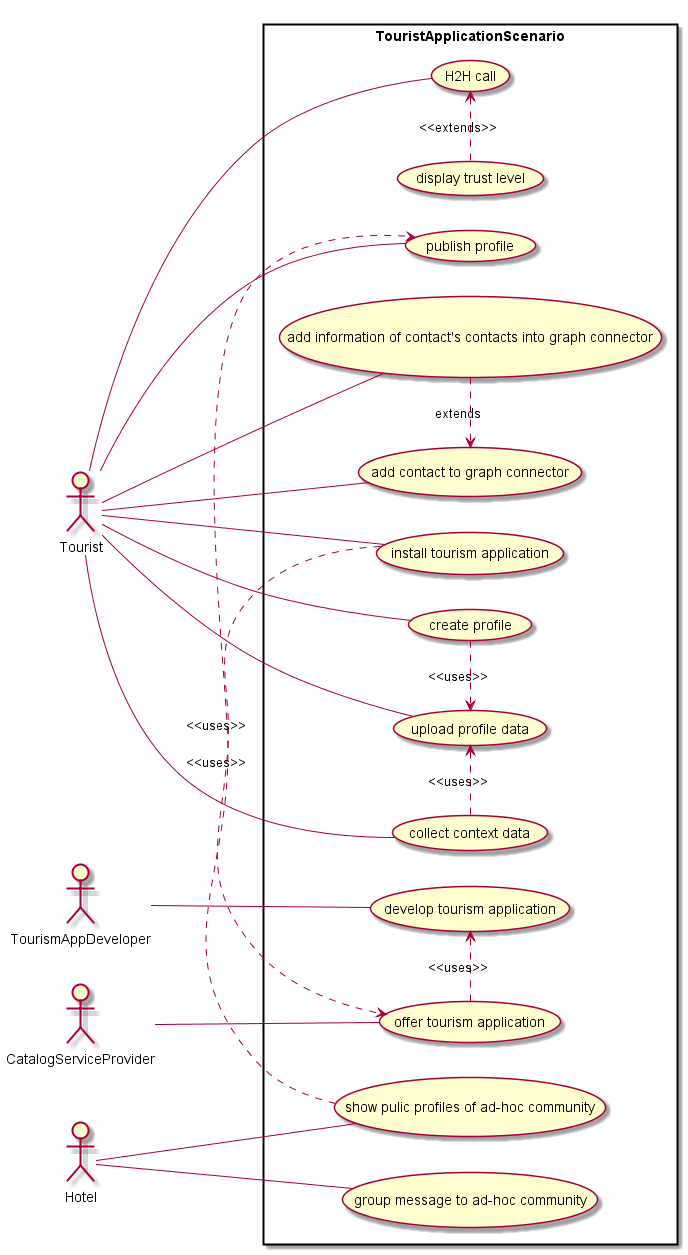 TouristApplicationScenario
H2H call
<<extends>>
display trust level
publish profile
add information of contact's contacts into graph connector
extends
add contact to graph connector
Tourist
install tourism application
create profile
<<uses>>
upload profile data
<<uses>>
<<uses>>
<<uses>>
collect context data
develop tourism application
TourismAppDeveloper
<<uses>>
offer tourism application
CatalogServiceProvider
show pulic profiles of ad-hoc community
Hotel
group message to ad-hoc community